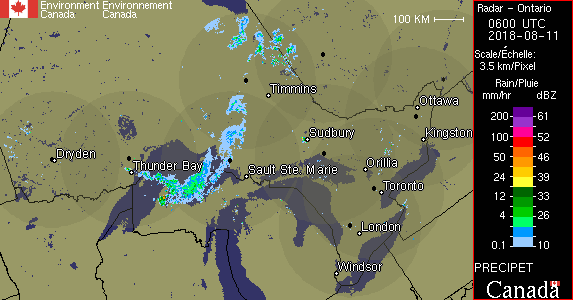 Environment Environnement
Canada Canada
100 KM
Timmins
Ottawa
Sudbury
Kingston
Dryden
Thunder Bay
Sault Ste. Marie
Orillia
Toronto
London
Windsor
Radar - Ontario
0600 UTC
2018-08-11
Scale/Échelle:
3.5 km/Pixel
Rain/Pluie
mm/hr dBZ
200 61
100 52
50 46
24 39
12 33
4 26
0.1 10
PRECIPET
Canada